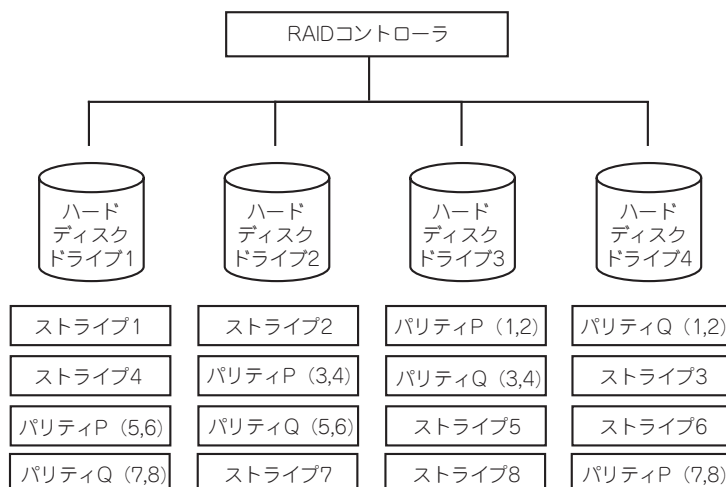 RAIDコントローラ
ハード
ディスク
ドライブ1
ハード
ディスク
ドライブ2
ハード
ディスク
ドライブ3
ハード
ディスク
ドライブ4
ストライプ1
ストライプ2
パリティP（1,2）
パリティQ（1,2）
ストライプ4
パリティP（3,4）
パリティQ（3,4）
ストライプ3
パリティP（5,6）
パリティQ（5,6）
ストライプ5
ストライプ6
パリティQ（7,8）
ストライプ7
ストライプ8
パリティP（7,8）